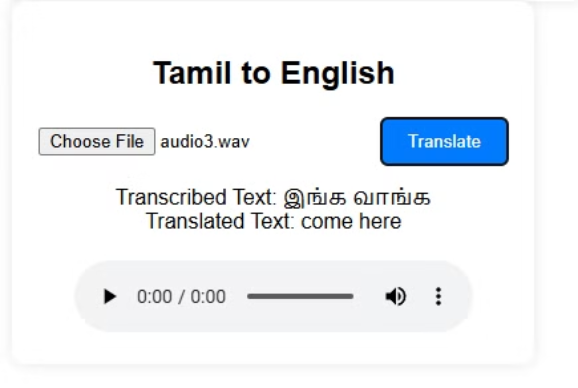 Tamil to English
Choose File audio3.wav Translate
Transcribed Text: இங்க வாங்க
Translated Text: come here
0:00 / 0:00